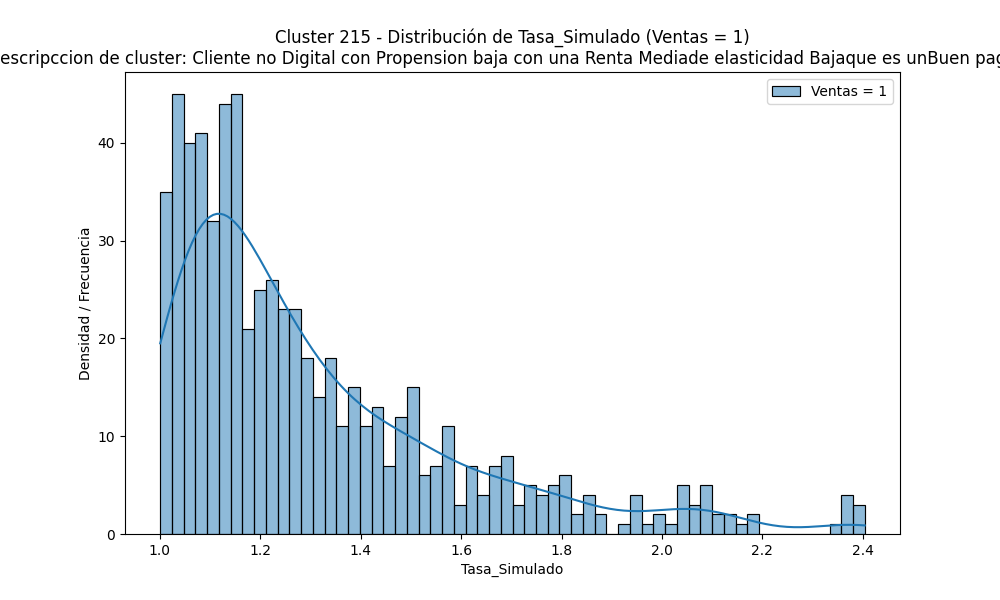 Cluster 215 - Distribución de Tasa_Simulado (Ventas = 1)
escripccion de cluster: Cliente no Digital con Propension baja con una Renta Mediade elasticidad Bajaque es unBuen pag
Ventas = 1
Densidad / Frecuencia
40
30
20
10
0
1.0 1.2 1.4 1.6 1.8 2.0 2.2 2.4
Tasa_Simulado